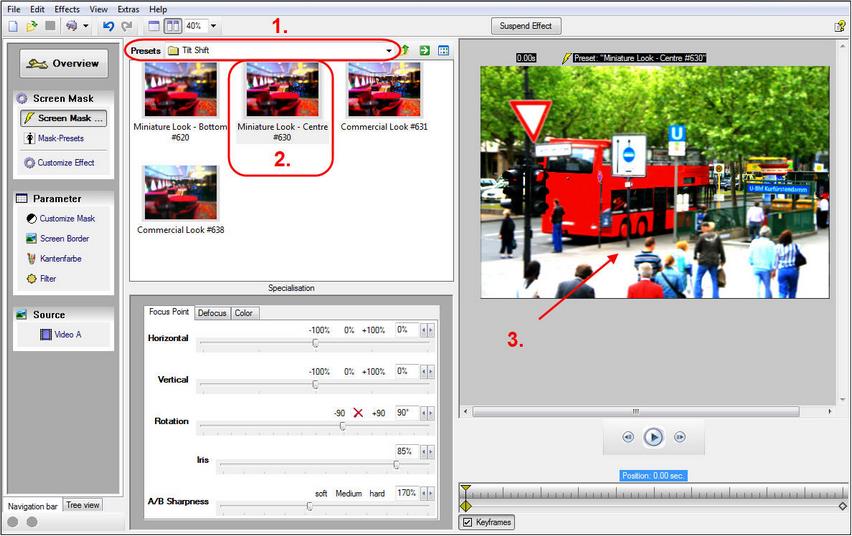 File Edit Effects View Extras Help
1.
40%
Suspend Effect
Presets Tilt Shift
Overview
Screen Mask
Screen Mask ...
Mask-Presets
Customize Effect
Parameter
Customize Mask
Screen Border
Kantenfarbe
Filter
Source
Video A
Navigation bar Tree view
Miniature Look - Bottom
#620
Miniature Look - Centre
#630
Commercial Look #631
2.
Commercial Look #638
Specialisation
Focus Point Defocus Color
Horizontal -100% 0% +100% 0%
Vertical -100% 0% +100% 0%
Rotation -90 +90 90°
Iris 85%
A/B Sharpness soft Medium hard 170%
0.00s Preset: "Miniature Look - Centre #630"
U
U-Bhf Kurfürstendamm
3.
Position: 0.00 sec.
Keyframes